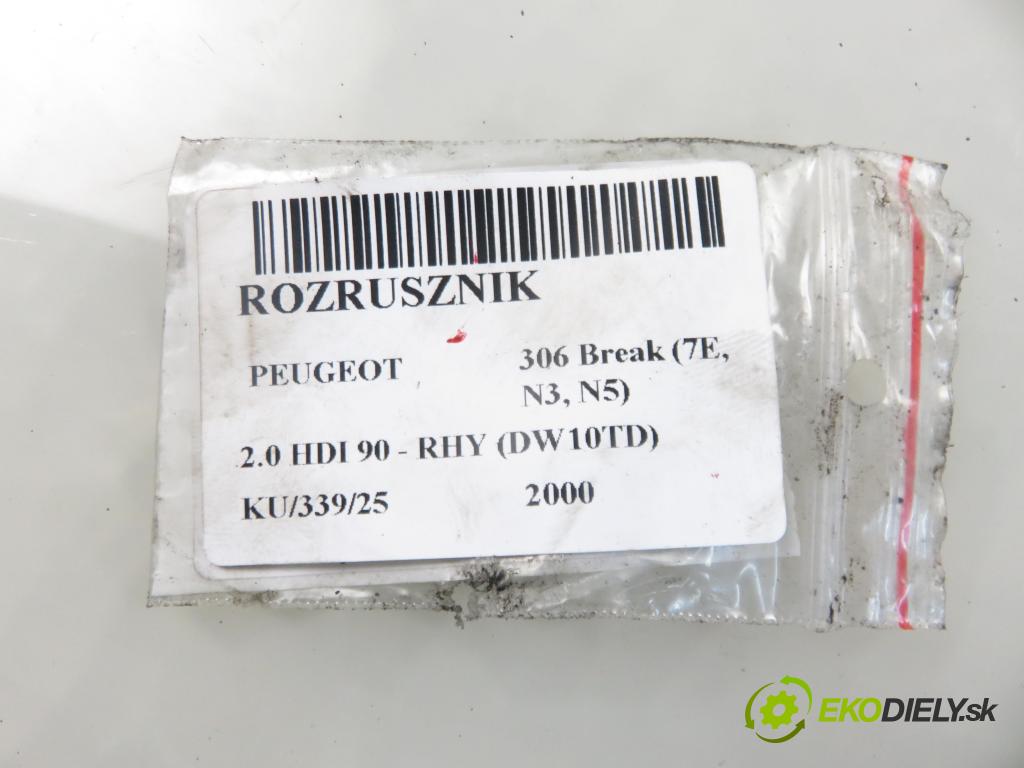 ROZRUSZNIK
PEUGEOT 306 Break (7E,
N3, N5)
2.0 HDI 90 - RHY (DW10TD)
KU/339/25 2000
EKODIELY.sk